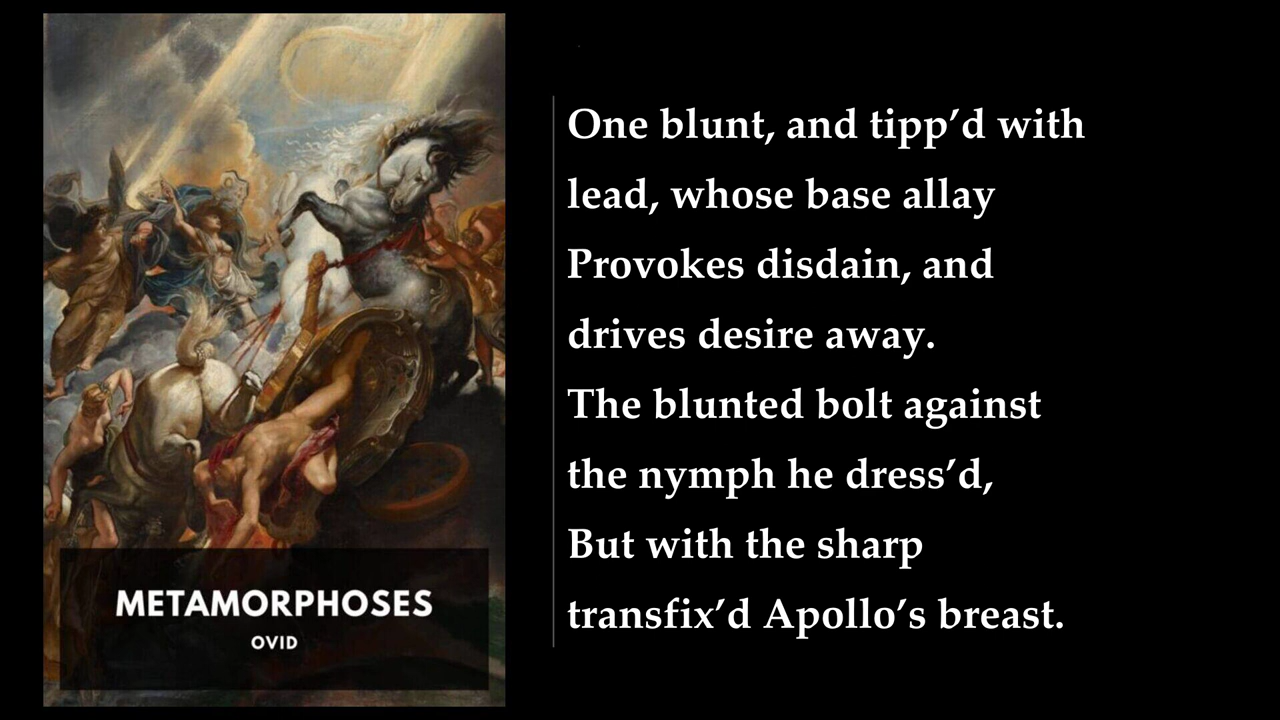 METAMORPHOSES
OVID
One blunt, and tipp’d with
lead, whose base allay
Provokes disdain, and
drives desire away.
The blunted bolt against
the nymph he dress’d,
But with the sharp
transfix’d Apollo’s breast.